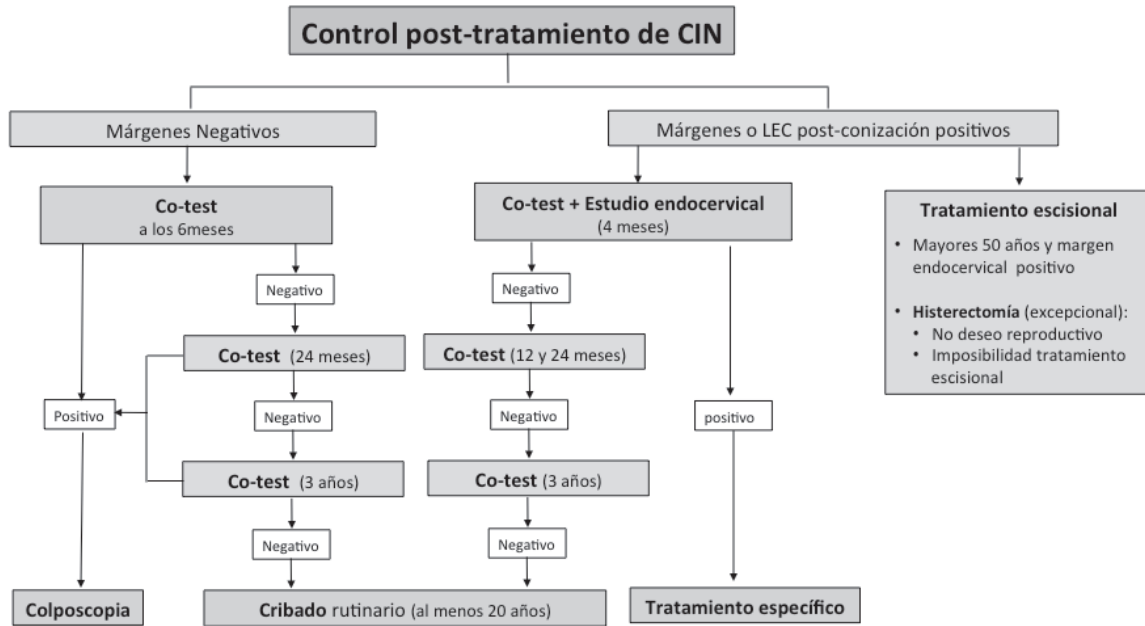 Control post-tratamiento de CIN
Márgenes Negativos
Márgenes o LEC post-conización positivos
Co-test
a los 6meses
Co-test + Estudio endocervical
(4 meses)
Tratamiento escisional
• Mayores 50 años y margen
endocervical positivo
• Histerectomía (excepcional):
• No deseo reproductivo
• Imposibilidad tratamiento
escisional
Negativo
Negativo
Co-test (24 meses)
Co-test (12 y 24 meses)
Positivo
Negativo
Negativo
positivo
Co-test (3 años)
Co-test (3 años)
Negativo
Negativo
Colposcopia
Cribado rutinario (al menos 20 años)
Tratamiento específico